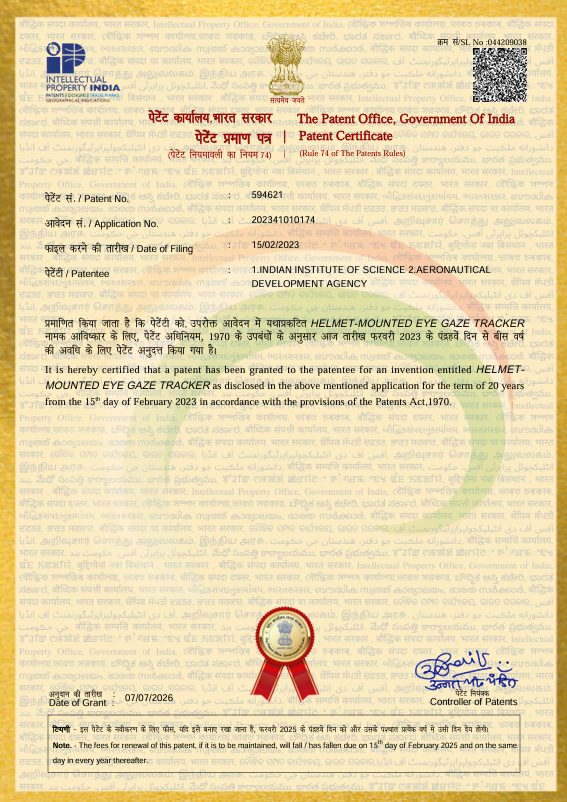 क्रम सं/SL No :044209038
INTELLECTUAL
PROPERTY INDIA
PATENTS | DESIGNS | TRADE MARKS
GEOGRAPHICAL INDICATIONS
सत्यमेव जयते
पेटेंट कार्यालय,भारत सरकार
The Patent Office, Government Of India
पेटेंट प्रमाण पत्र
Patent Certificate
(पेटेंट नियमावली का नियम 74)
(Rule 74 of The Patents Rules)
पेटेंट सं. / Patent No. : 594621
आवेदन सं. / Application No. : 202341010174
फाइल करने की तारीख / Date of Filing : 15/02/2023
पेटेंटी / Patentee : 1.INDIAN INSTITUTE OF SCIENCE 2.AERONAUTICAL
DEVELOPMENT AGENCY
प्रमाणित किया जाता है कि पेटेंटी को, उपरोक्त आवेदन में यथाप्रकटित HELMET-MOUNTED EYE GAZE TRACKER
नामक आविष्कार के लिए, पेटेंट अधिनियम, 1970 के उपबंधों के अनुसार आज तारीख फरवरी 2023 के पंद्रहवें दिन से बीस वर्ष
की अवधि के लिए पेटेंट अनुदत्त किया गया है।
It is hereby certified that a patent has been granted to the patentee for an invention entitled HELMET-
MOUNTED EYE GAZE TRACKER as disclosed in the above mentioned application for the term of 20 years
from the 15th day of February 2023 in accordance with the provisions of the Patents Act,1970.
अनुदान की तारीख :
Date of Grant : 07/07/2026
पेटेंट नियंत्रक
Controller of Patents
टिप्पणी - इस पेटेंट के नवीकरण के लिए फीस, यदि इसे बनाए रखा जाना है, फरवरी 2025 के पंद्रहवें दिन को और उसके पश्चात प्रत्येक वर्ष मे उसी दिन देय होगी।
Note. - The fees for renewal of this patent, if it is to be maintained, will fall / has fallen due on 15th day of February 2025 and on the same
day in every year thereafter.